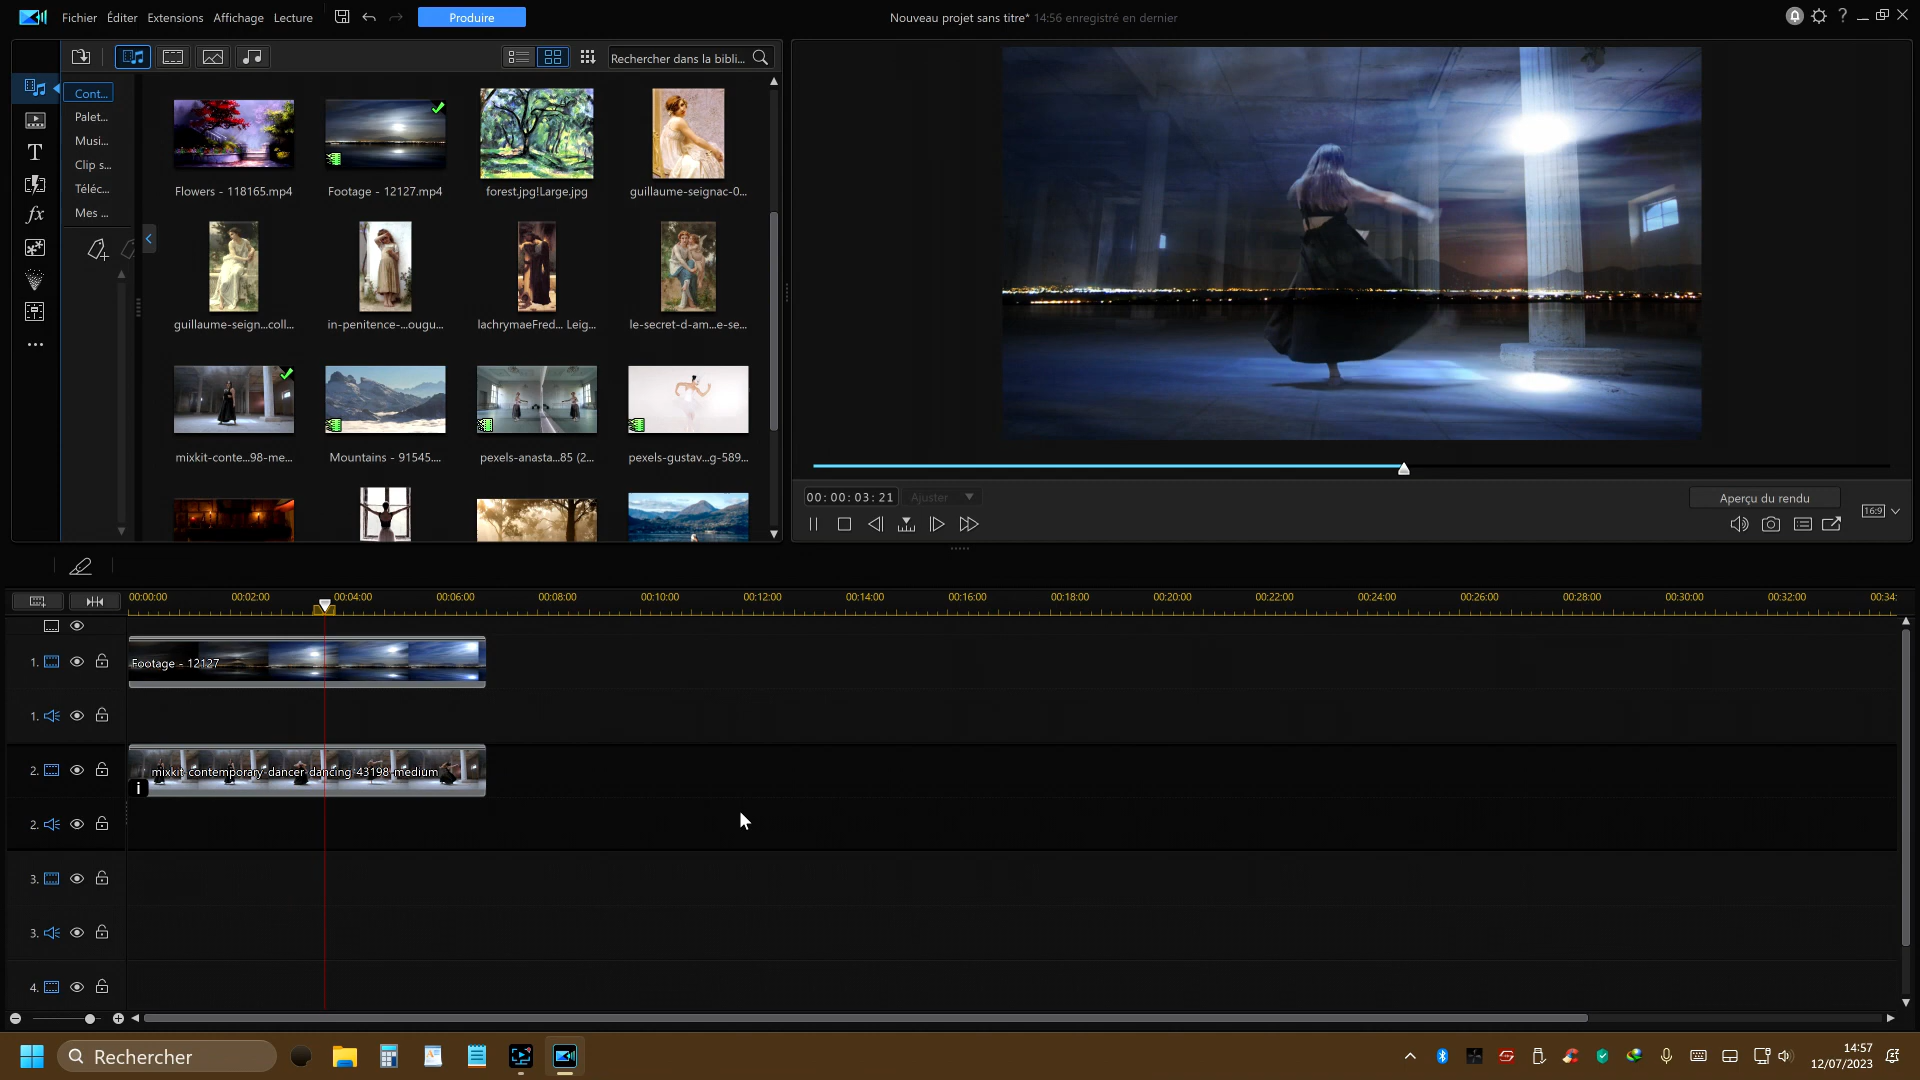 Fichier Éditer Extensions Affichage Lecture Produire Nouveau projet sans titre* 14:56 enregistré en dernier
Rechercher dans la bibli...
Cont...
Palet...
Musi...
Clip s...
Téléc...
Mes ...
Flowers - 118165.mp4 Footage - 12127.mp4 forest.jpg!Large.jpg guillaume-seignac-0...
guillaume-seign...coll... in-penitence-...ougu... lachrymaeFred... Leig... le-secret-d-am...e-se...
mixkit-conte...98-me... Mountains - 91545.... pexels-anasta...85 (2... pexels-gustav...g-589...
00:00:03:21 Ajuster Aperçu du rendu
16:9
00:00:00 00:02:00 00:04:00 00:06:00 00:08:00 00:10:00 00:12:00 00:14:00 00:16:00 00:18:00 00:20:00 00:22:00 00:24:00 00:26:00 00:28:00 00:30:00 00:32:00 00:34:
1. Footage - 12127
1.
2. mixkit-contemporary-dancer-dancing-43198-medium
i
2.
3.
3.
4.
Rechercher
14:57
12/07/2023